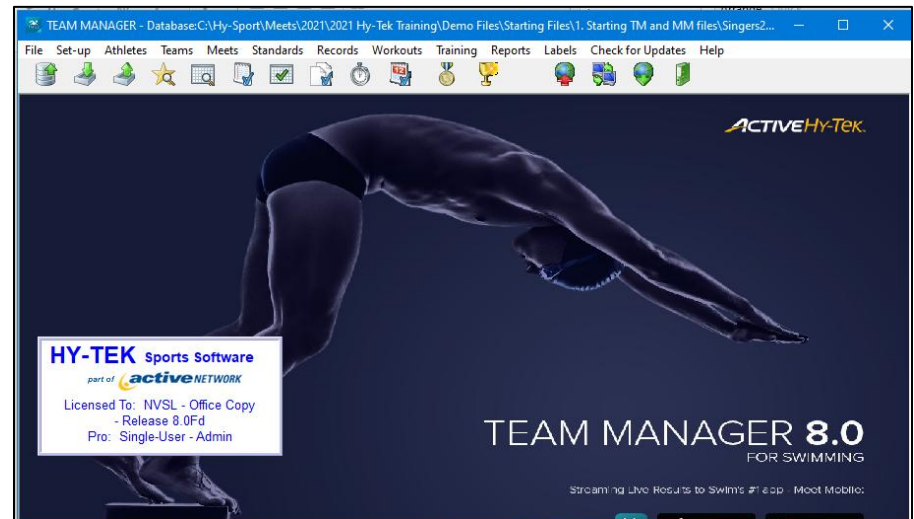 TEAM MANAGER - Database:C:\Hy-Sport\Meets\2021\2021 Hy-Tek Training\Demo Files\Starting Files\1. Starting TM and MM files\Singers2...
File Set-up Athletes Teams Meets Standards Records Workouts Training Reports Labels Check for Updates Help
ACTIVEHY-TEK.
HY-TEK Sports Software
part of activeNETWORK
Licensed To: NVSL - Office Copy
- Release 8.0Fd
Pro: Single-User - Admin
TEAM MANAGER 8.0
FOR SWIMMING
Streaming Live Results to Swim's #1 app - Meet Mobile: